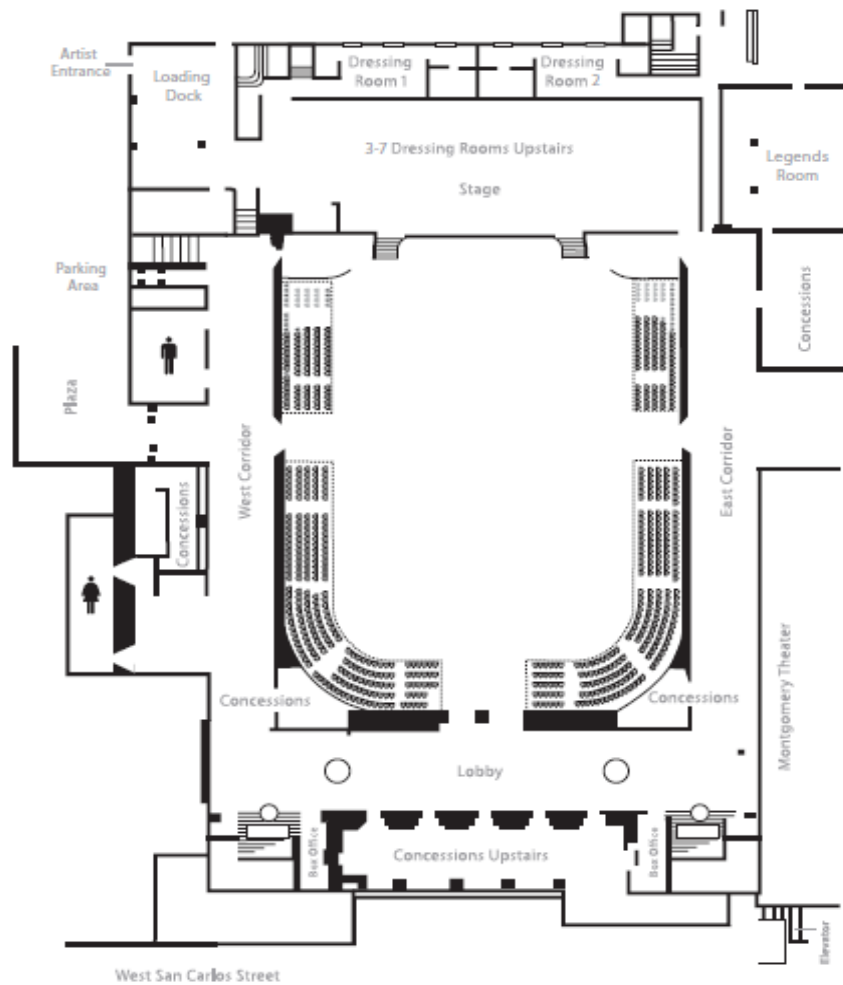 Artist
Entrance
Loading
Dock
Dressing
Room 1
Dressing
Room 2
3-7 Dressing Rooms Upstairs
Stage
Legends
Room
Parking
Area
Concessions
Plaza
West Corridor
East Corridor
Concessions
Montgomery Theater
Concessions
Concessions
Lobby
Box Office
Concessions Upstairs
Box Office
Elevator
West San Carlos Street